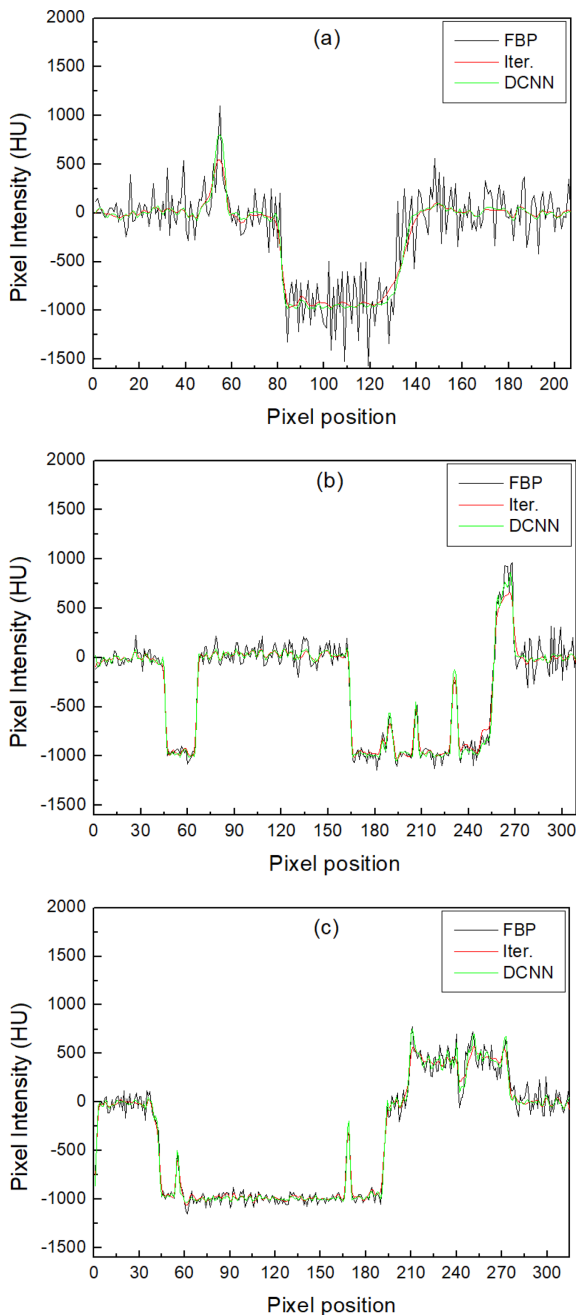 2000
(a)
FBP
1500
Iter.
DCNN
1000
500
0
-500
-1000
-1500
Pixel Intensity (HU)
0 20 40 60 80 100 120 140 160 180 200
Pixel position
2000
(b)
FBP
1500
Iter.
DCNN
1000
500
0
-500
-1000
-1500
Pixel Intensity (HU)
0 30 60 90 120 150 180 210 240 270 300
Pixel position
2000
(c)
FBP
1500
Iter.
DCNN
1000
500
0
-500
-1000
-1500
Pixel Intensity (HU)
0 30 60 90 120 150 180 210 240 270 300
Pixel position